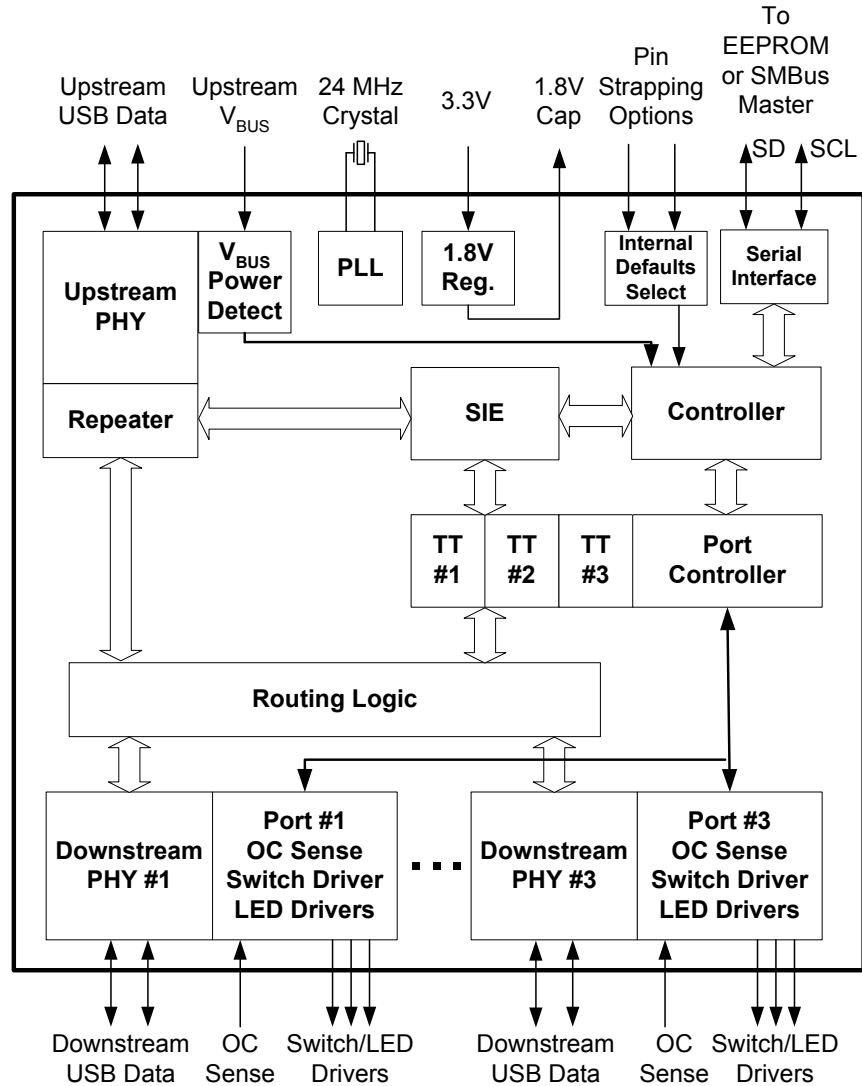 To
EEPROM
or SMBus
Master
Upstream
USB Data
Upstream
VBUS
24 MHz
Crystal
3.3V
1.8V
Cap
Pin
Strapping
Options
SD
SCL
Upstream
PHY
VBUS
Power
Detect
PLL
1.8V
Reg.
Internal
Defaults
Select
Serial
Interface
Repeater
SIE
Controller
TT
#1
TT
#2
TT
#3
Port
Controller
Routing Logic
Downstream
PHY #1
Port #1
OC Sense
Switch Driver
LED Drivers
...
Downstream
PHY #3
Port #3
OC Sense
Switch Driver
LED Drivers
Downstream
USB Data
OC
Sense
Switch/LED
Drivers
Downstream
USB Data
OC
Sense
Switch/LED
Drivers